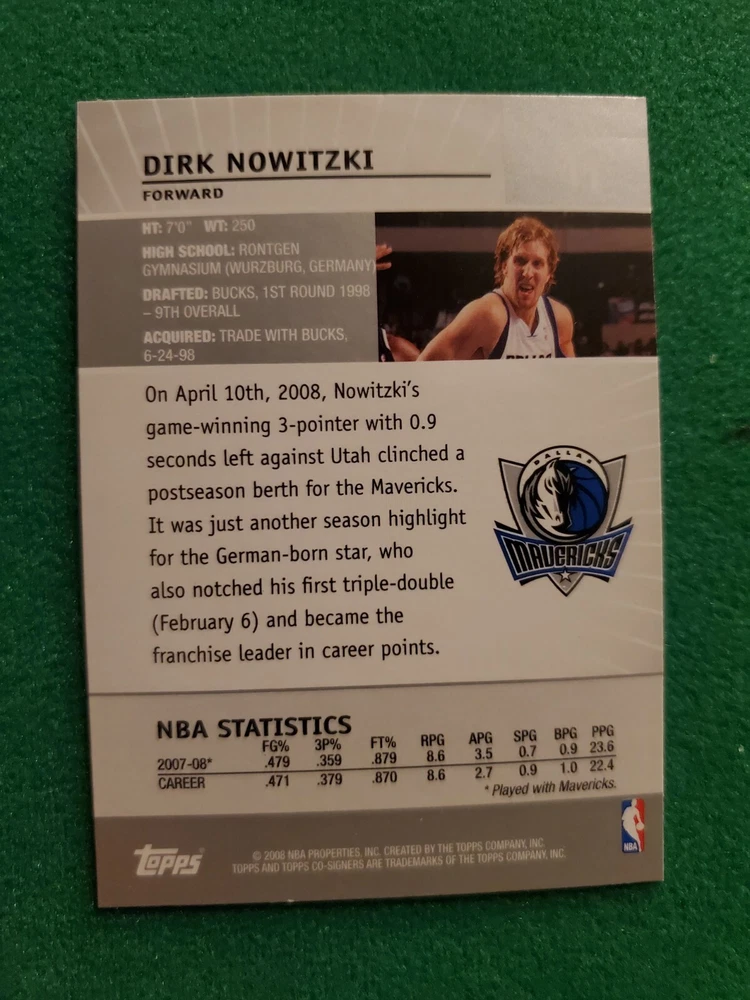 DIRK NOWITZKI
FORWARD
HT: 7'0" WT: 250
HIGH SCHOOL: RONTGEN
GYMNASIUM (WURZBURG, GERMANY)
DRAFTED: BUCKS, 1ST ROUND 1998
– 9TH OVERALL
ACQUIRED: TRADE WITH BUCKS,
6-24-98
DALLAS
On April 10th, 2008, Nowitzki's
game-winning 3-pointer with 0.9
seconds left against Utah clinched a
postseason berth for the Mavericks.
It was just another season highlight
for the German-born star, who
also notched his first triple-double
(February 6) and became the
franchise leader in career points.
DALLAS
MAVERICKS
NBA STATISTICS
FG% 3P% FT% RPG APG SPG BPG PPG
2007-08* .479 .359 .879 8.6 3.5 0.7 0.9 23.6
CAREER .471 .379 .870 8.6 2.7 0.9 1.0 22.4
* Played with Mavericks.
topps
© 2008 NBA PROPERTIES, INC. CREATED BY THE TOPPS COMPANY, INC.
TOPPS AND TOPPS CO-SIGNERS ARE TRADEMARKS OF THE TOPPS COMPANY, INC.
NBA